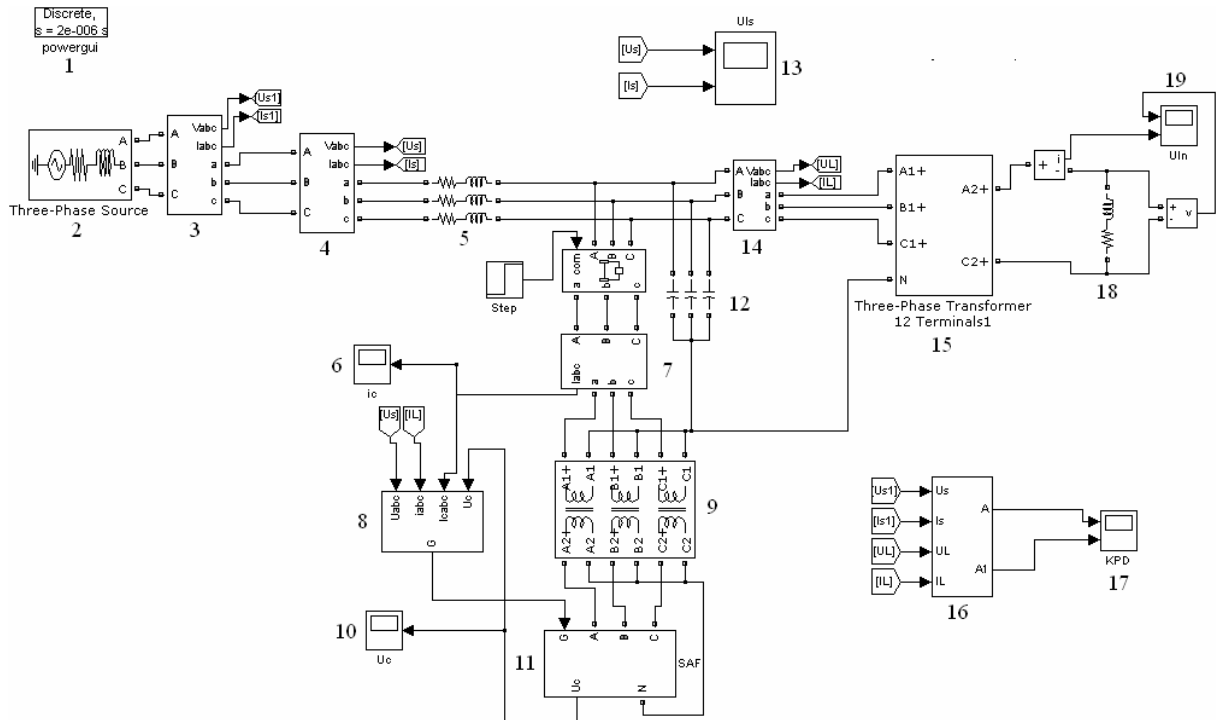 Discrete,
s = 2e-006 s
powergui
1
A
B
C
Three-Phase Source
2
A
B
C
Vabc
Iabc
a
b
c
3
[Us1]
[Is1]
A
B
C
Vabc
Iabc
a
b
c
4
[Us]
[Is]
5
[Us]
[Is]
UIs
13
Step
com
A
B
C
a
b
c
12
A
B
C
Iabc
a
b
c
7
6
ic
[Us]
[IL]
Uabc
iabc
Icabc
Uc
G
8
A1+
A1
B1+
B1
C1+
C1
A2+
A2
B2+
B2
C2+
C2
9
10
Uc
G
A
B
C
Uc
N
SAF
11
A
B
C
Vabc
Iabc
a
b
c
14
[UL]
[IL]
A1+
B1+
C1+
N
A2+
C2+
Three-Phase Transformer
12 Terminals1
15
+
-
i
+
-
v
18
19
UIn
[Us1]
[Is1]
[UL]
[IL]
Us
Is
UL
IL
A
A1
16
KPD
17